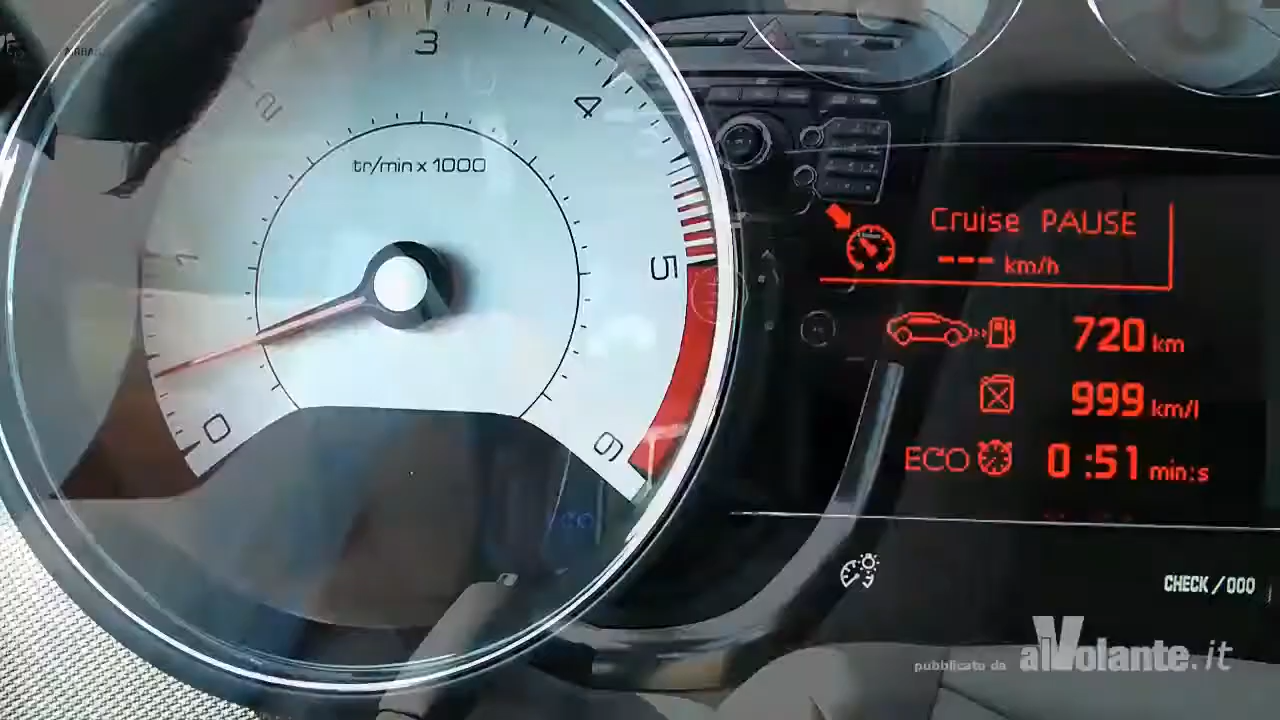 3
2
4
tr/min x 1000
1
5
0
6
Cruise PAUSE
--- km/h
720 km
999 km/l
ECO 0 :51 min:s
CHECK /000
pubblicato da alVolante.it